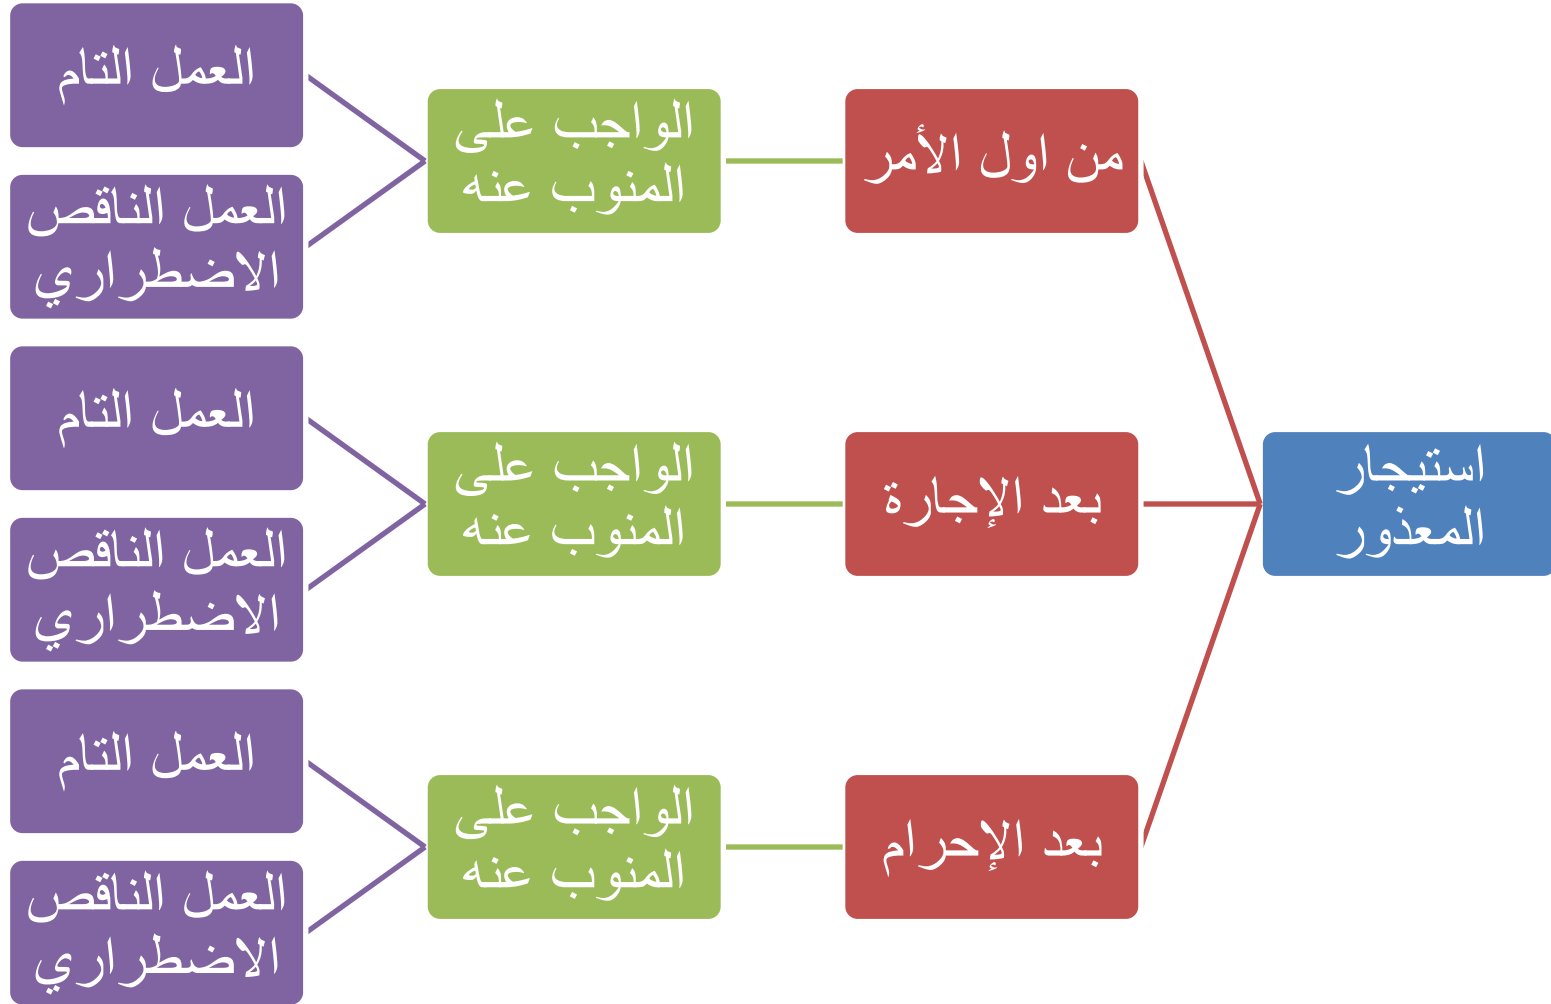 استيجار
المعذور
من اول الأمر
الواجب على
المنوب عنه
العمل التام
العمل الناقص
الاضطراري
بعد الإجارة
الواجب على
المنوب عنه
العمل التام
العمل الناقص
الاضطراري
بعد الإحرام
الواجب على
المنوب عنه
العمل التام
العمل الناقص
الاضطراري